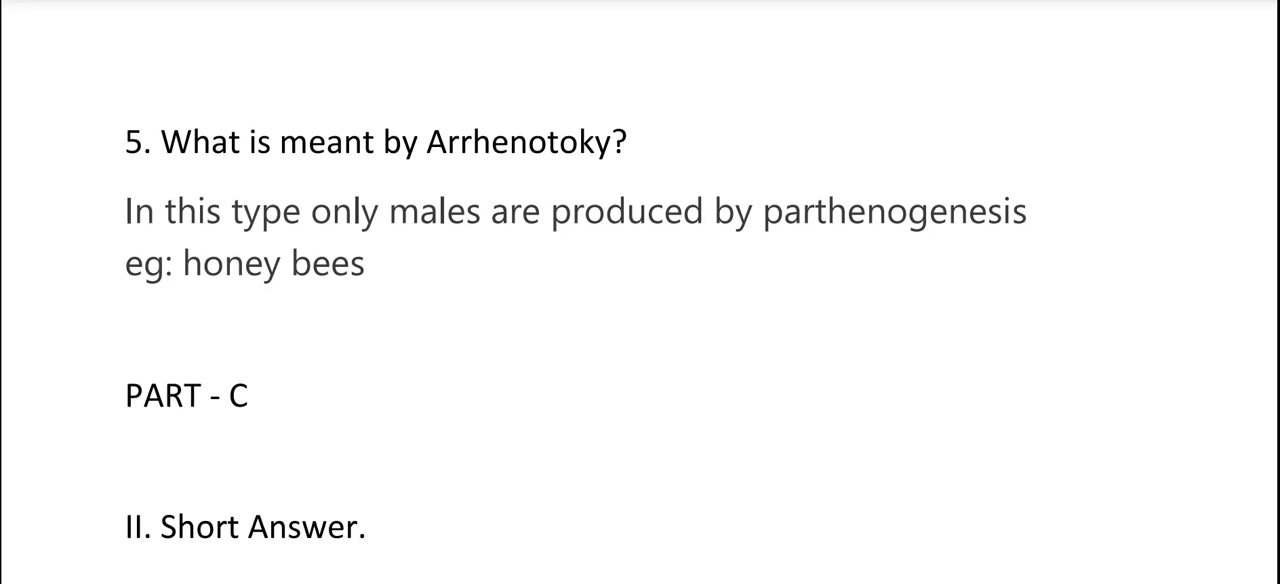 5. What is meant by Arrhenotoky?
In this type only males are produced by parthenogenesis
eg: honey bees
PART - C
II. Short Answer.